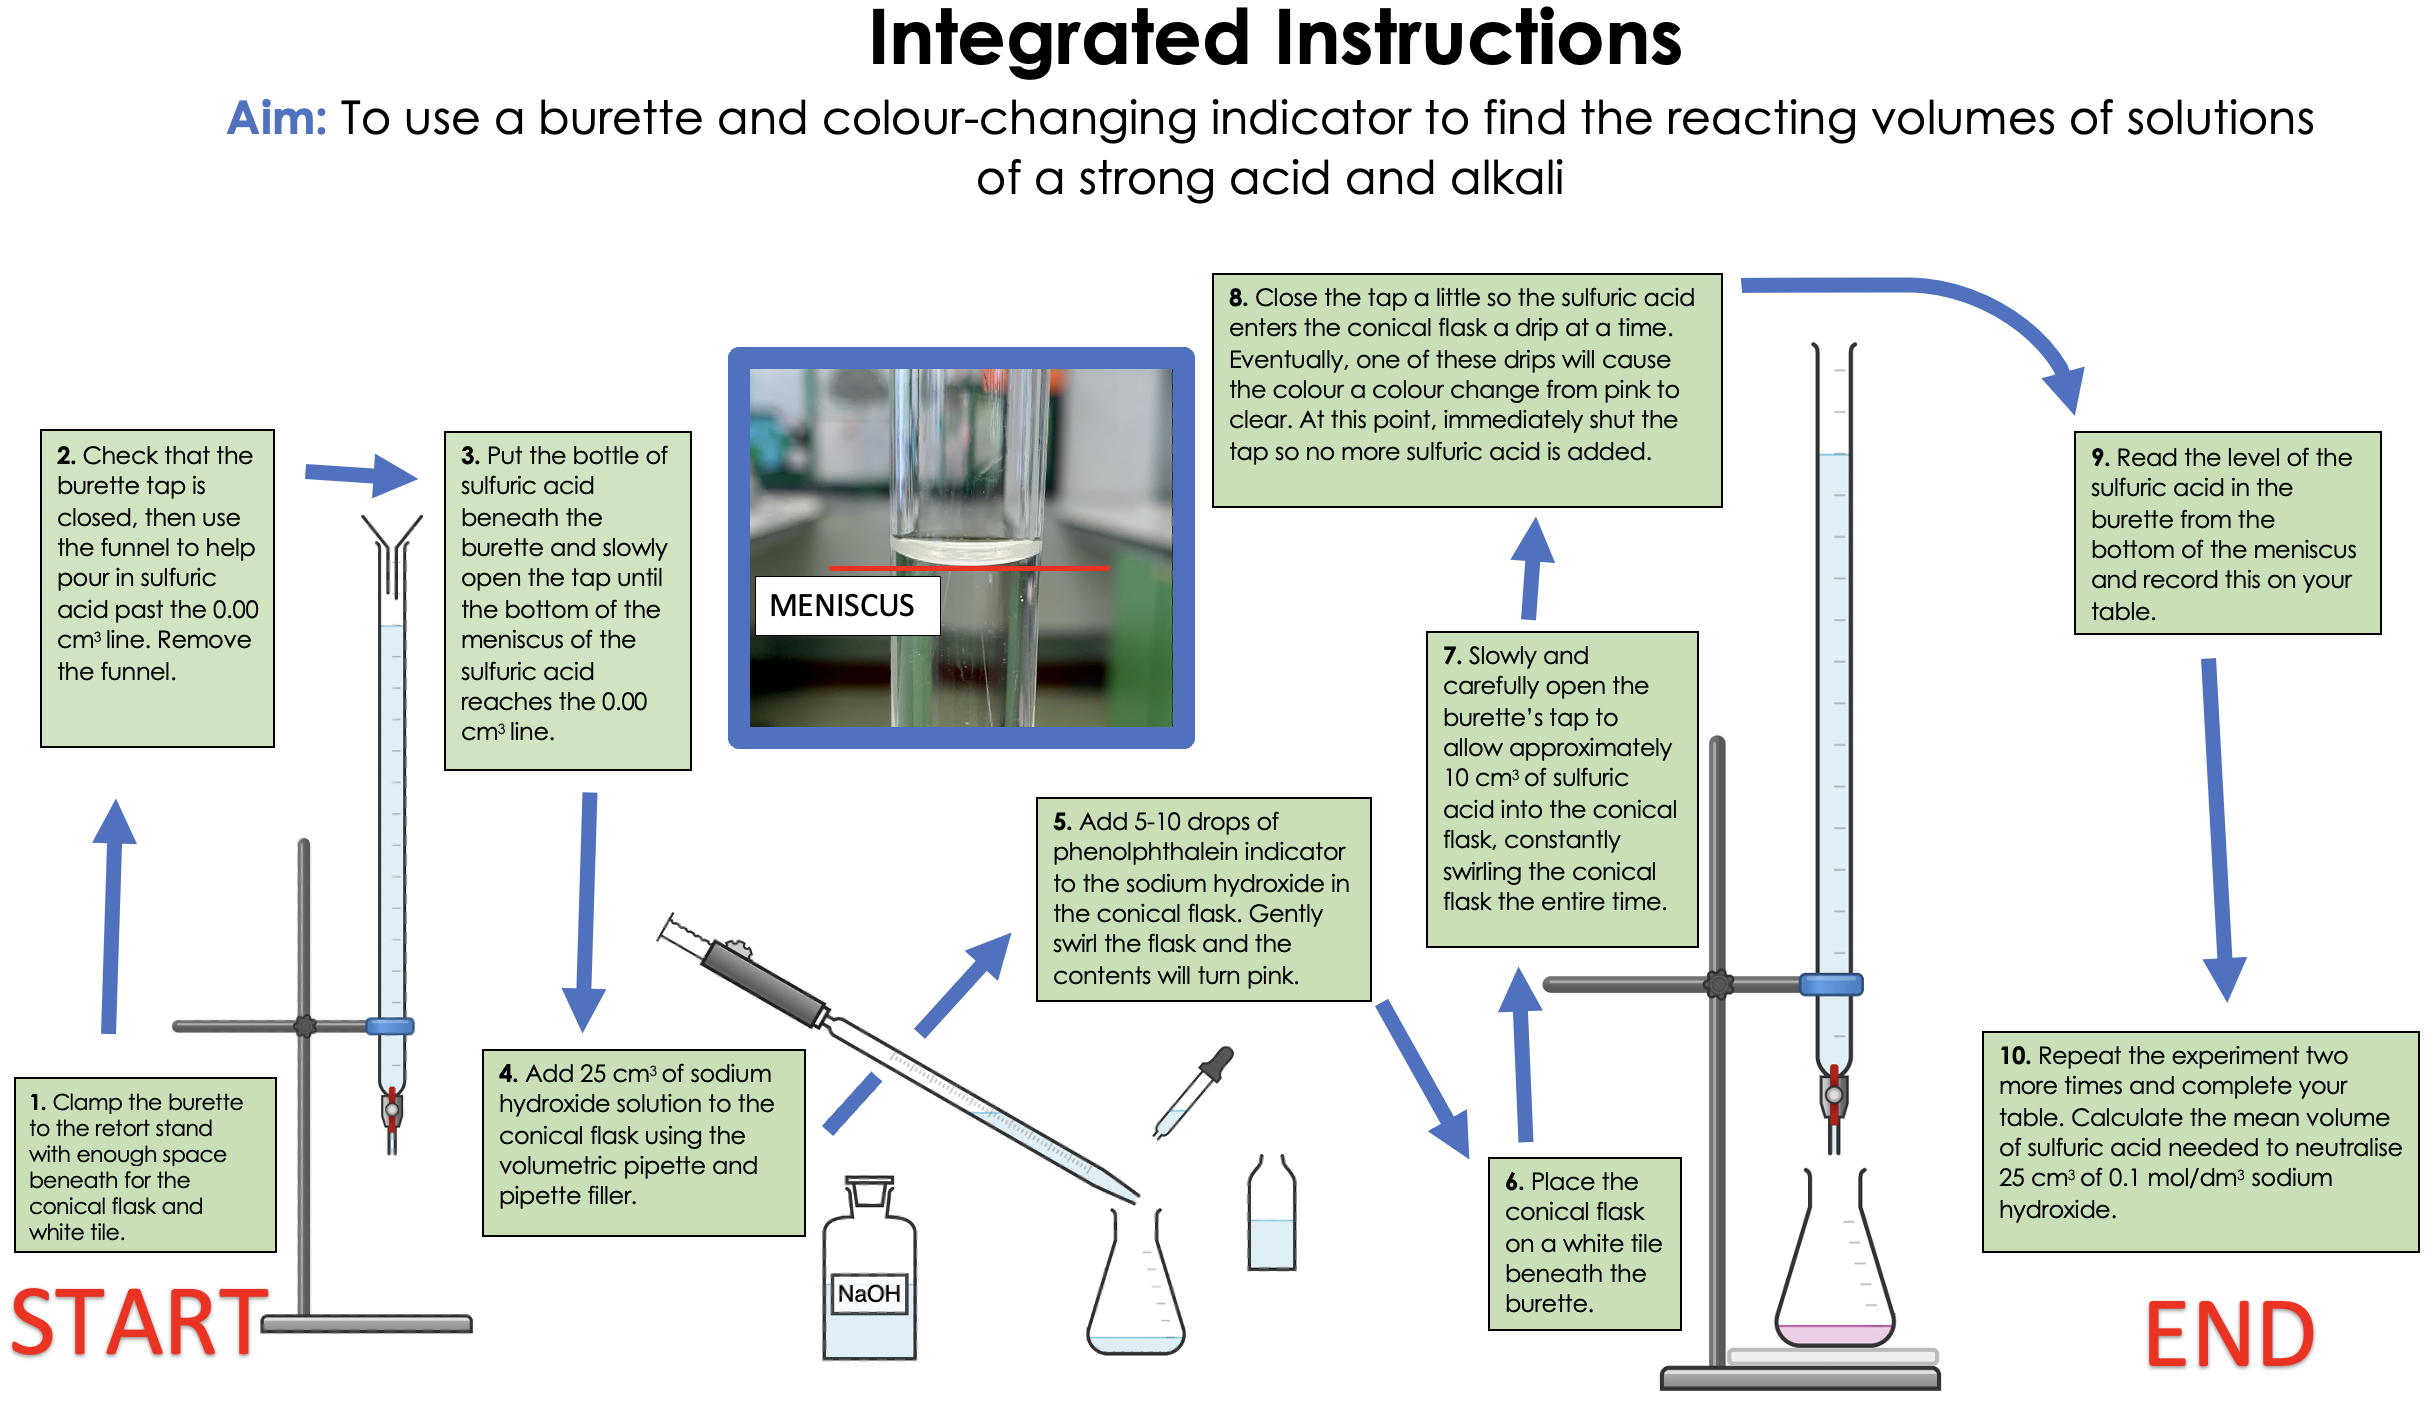 Integrated Instructions
Aim: To use a burette and colour-changing indicator to find the reacting volumes of solutions
of a strong acid and alkali
1. Clamp the burette
to the retort stand
with enough space
beneath for the
conical flask and
white tile.
START
2. Check that the
burette tap is
closed, then use
the funnel to help
pour in sulfuric
acid past the 0.00
cm³ line. Remove
the funnel.
3. Put the bottle of
sulfuric acid
beneath the
burette and slowly
open the tap until
the bottom of the
meniscus of the
sulfuric acid
reaches the 0.00
cm³ line.
MENISCUS
4. Add 25 cm³ of sodium
hydroxide solution to the
conical flask using the
volumetric pipette and
pipette filler.
NaOH
5. Add 5-10 drops of
phenolphthalein indicator
to the sodium hydroxide in
the conical flask. Gently
swirl the flask and the
contents will turn pink.
6. Place the
conical flask
on a white tile
beneath the
burette.
7. Slowly and
carefully open the
burette’s tap to
allow approximately
10 cm³ of sulfuric
acid into the conical
flask, constantly
swirling the conical
flask the entire time.
8. Close the tap a little so the sulfuric acid
enters the conical flask a drip at a time.
Eventually, one of these drips will cause
the colour a colour change from pink to
clear. At this point, immediately shut the
tap so no more sulfuric acid is added.
9. Read the level of the
sulfuric acid in the
burette from the
bottom of the meniscus
and record this on your
table.
10. Repeat the experiment two
more times and complete your
table. Calculate the mean volume
of sulfuric acid needed to neutralise
25 cm³ of 0.1 mol/dm³ sodium
hydroxide.
END